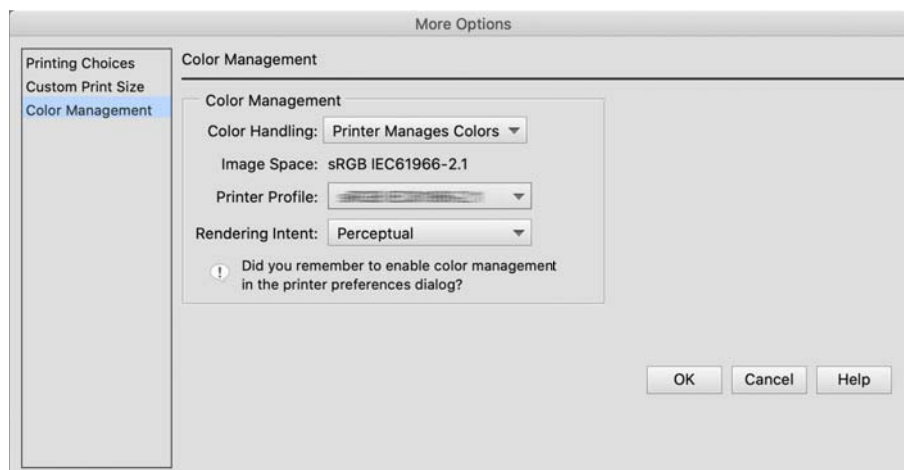 More Options
Printing Choices
Custom Print Size
Color Management
Color Management
Color Management
Color Handling: Printer Manages Colors
Image Space: sRGB IEC61966-2.1
Printer Profile:
Rendering Intent: Perceptual
! Did you remember to enable color management
in the printer preferences dialog?
OK Cancel Help